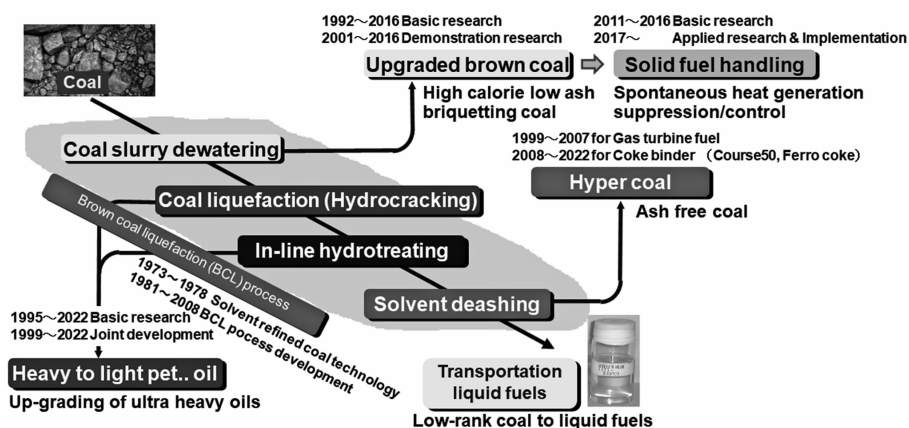 Coal
1992～2016 Basic research
2001～2016 Demonstration research
Upgraded brown coal
High calorie low ash
briquetting coal
2011～2016 Basic research
2017～ Applied research & Implementation
Solid fuel handling
Spontaneous heat generation
suppression/control
Coal slurry dewatering
1999～2007 for Gas turbine fuel
2008～2022 for Coke binder （Course50, Ferro coke）
Hyper coal
Ash free coal
Coal liquefaction (Hydrocracking)
In-line hydrotreating
Solvent deashing
Brown coal liquefaction (BCL) process
1973～1978 Solvent refined coal technology
1981～2008 BCL pocess development
1995～2022 Basic research
1999～2022 Joint development
Heavy to light pet.. oil
Up-grading of ultra heavy oils
Transportation
liquid fuels
Low-rank coal to liquid fuels